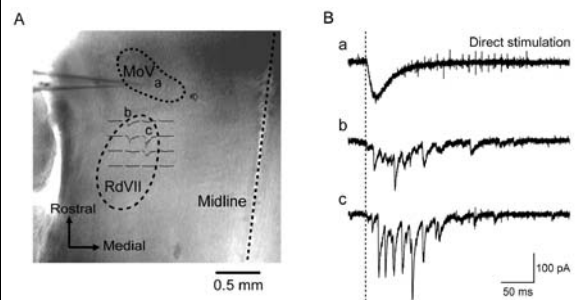 A
MoV
a
b
c
RdVII
Rostral
Medial
Midline
0.5 mm
B
a
Direct stimulation
b
c
100 pA
50 ms